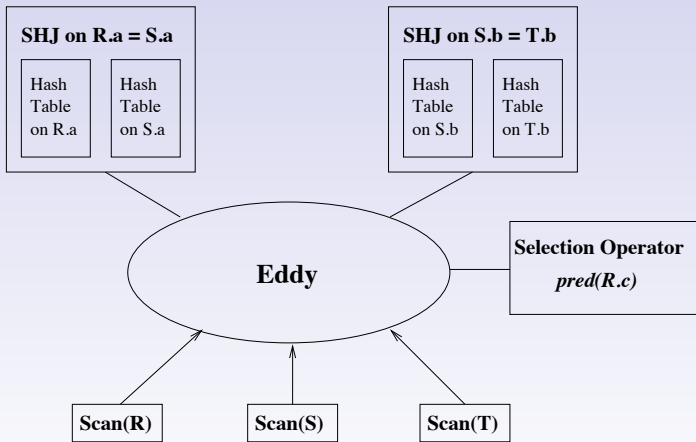 SHJ on R.a = S.a
Hash
Table
on R.a
Hash
Table
on S.a
SHJ on S.b = T.b
Hash
Table
on S.b
Hash
Table
on T.b
Eddy
Selection Operator
pred(R.c)
Scan(R)
Scan(S)
Scan(T)